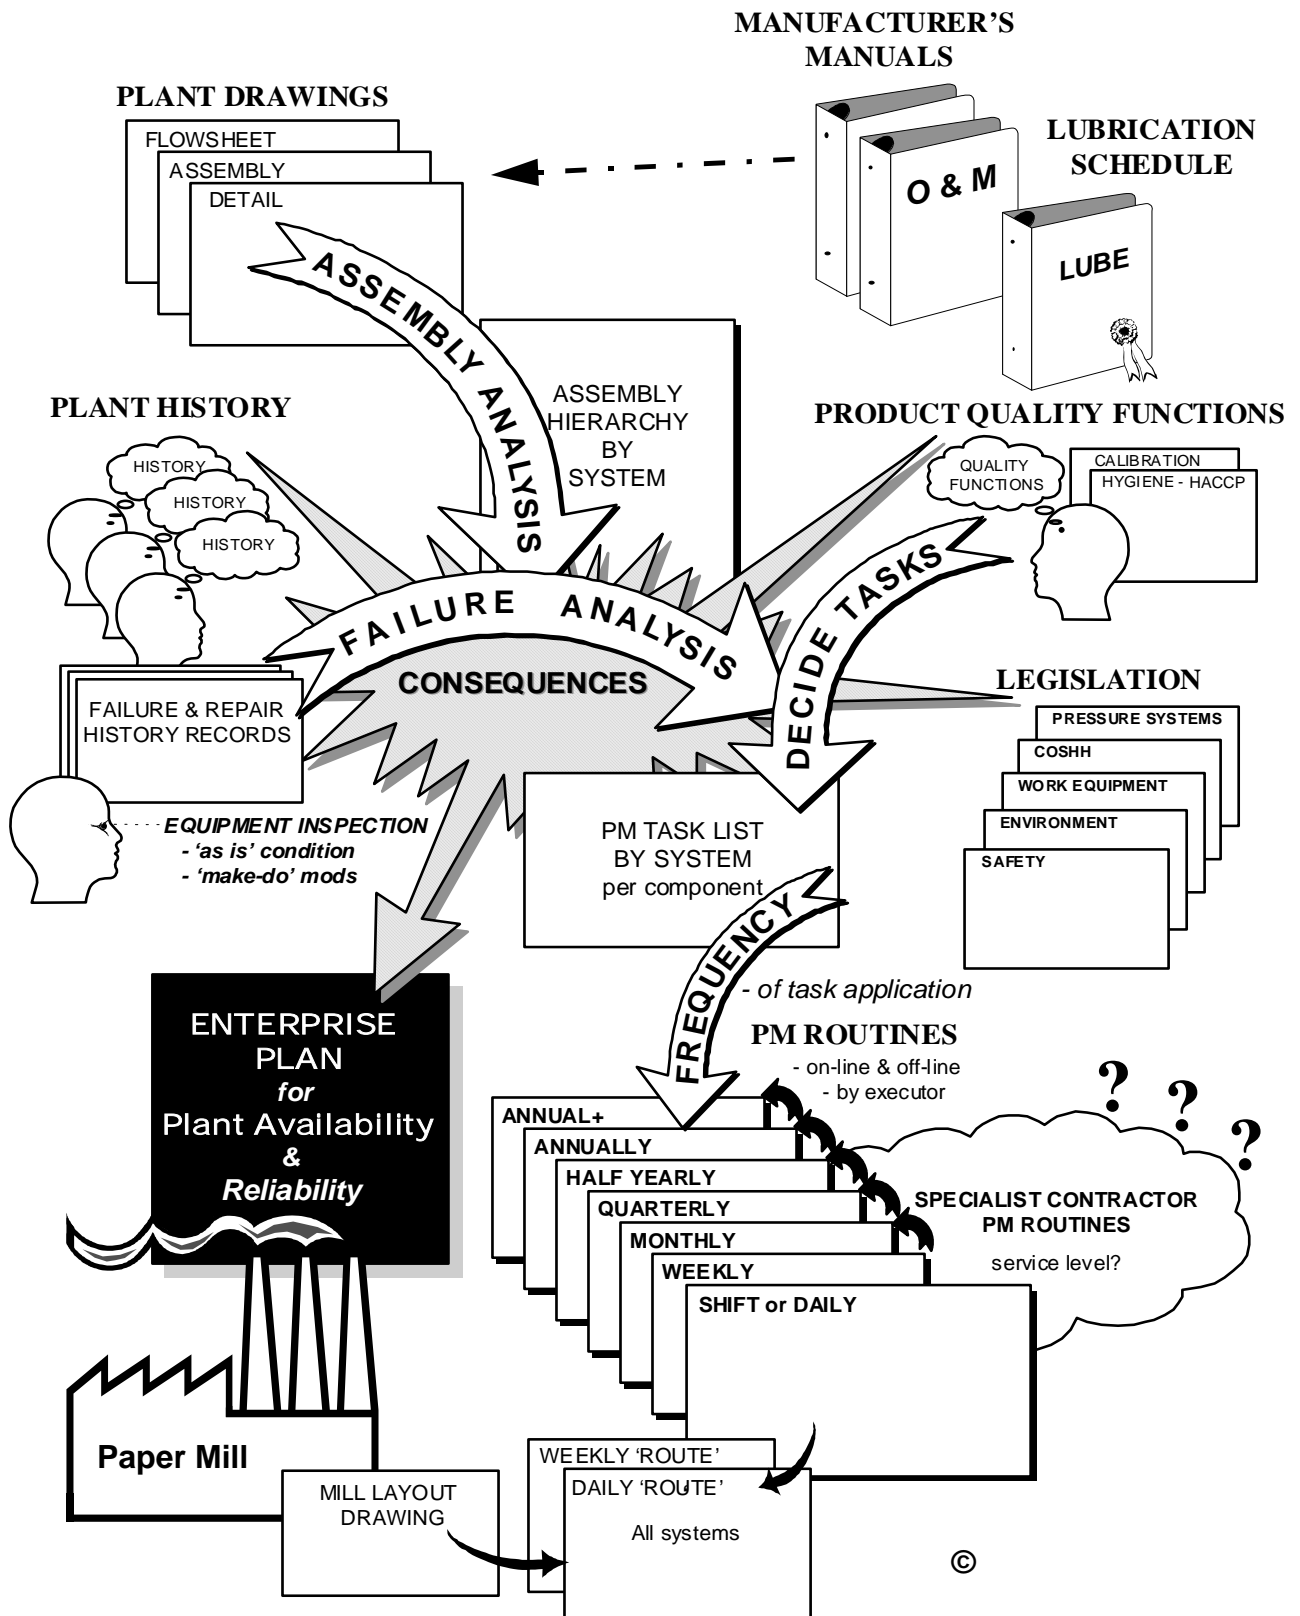 MANUFACTURER'S
MANUALS
PLANT DRAWINGS
FLOWSHEET
ASSEMBLY
DETAIL
O & M
LUBRICATION
SCHEDULE
LUBE
ASSEMBLY ANALYSIS
ASSEMBLY
HIERARCHY
BY
SYSTEM
PLANT HISTORY
HISTORY
HISTORY
HISTORY
FAILURE & REPAIR
HISTORY RECORDS
EQUIPMENT INSPECTION
- ‘as is’ condition
- ‘make-do’ mods
PRODUCT QUALITY FUNCTIONS
QUALITY
FUNCTIONS
CALIBRATION
HYGIENE - HACCP
FAILURE ANALYSIS
CONSEQUENCES
DECIDE TASKS
LEGISLATION
PRESSURE SYSTEMS
COSHH
WORK EQUIPMENT
ENVIRONMENT
SAFETY
PM TASK LIST
BY SYSTEM
per component
FREQUENCY
- of task application
PM ROUTINES
- on-line & off-line
- by executor
ENTERPRISE
PLAN
for
Plant Availability
&
Reliability
ANNUAL+
ANNUALLY
HALF YEARLY
QUARTERLY
MONTHLY
WEEKLY
SHIFT or DAILY
? ? ?
SPECIALIST CONTRACTOR
PM ROUTINES
service level?
Paper Mill
MILL LAYOUT
DRAWING
WEEKLY ‘ROUTE’
DAILY ‘ROUTE’
All systems
©